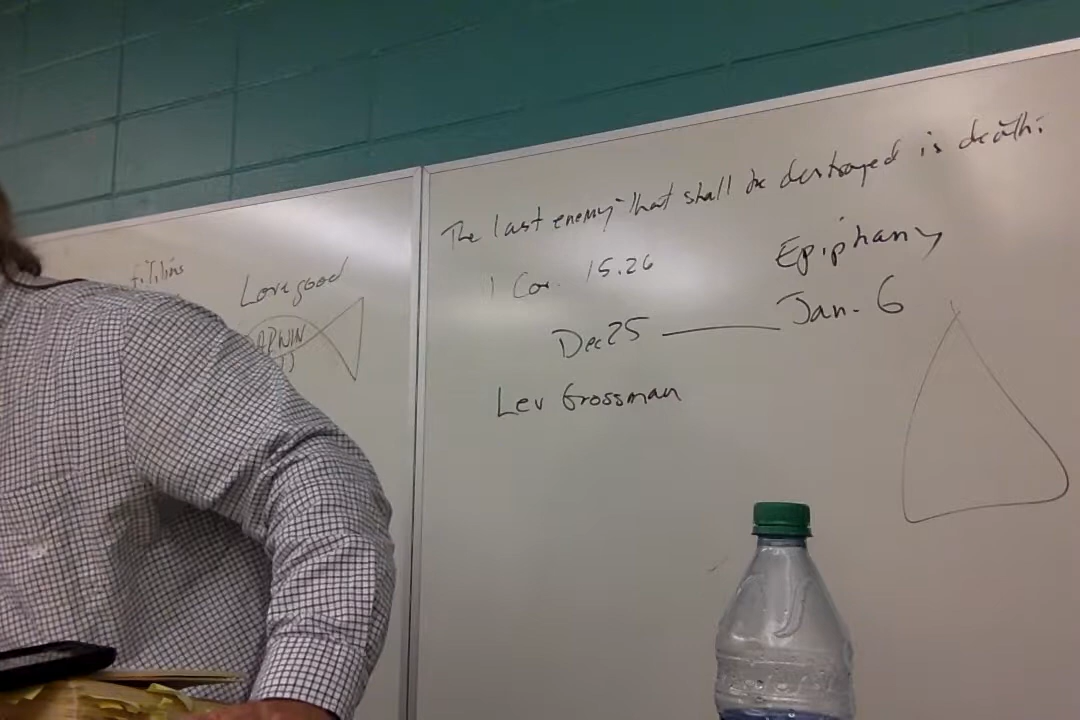 Lovegood
The last enemy that shall be destroyed is death.
1 Cor. 15.26
Epiphany
Dec 25 — Jan. 6
Lev Grossman